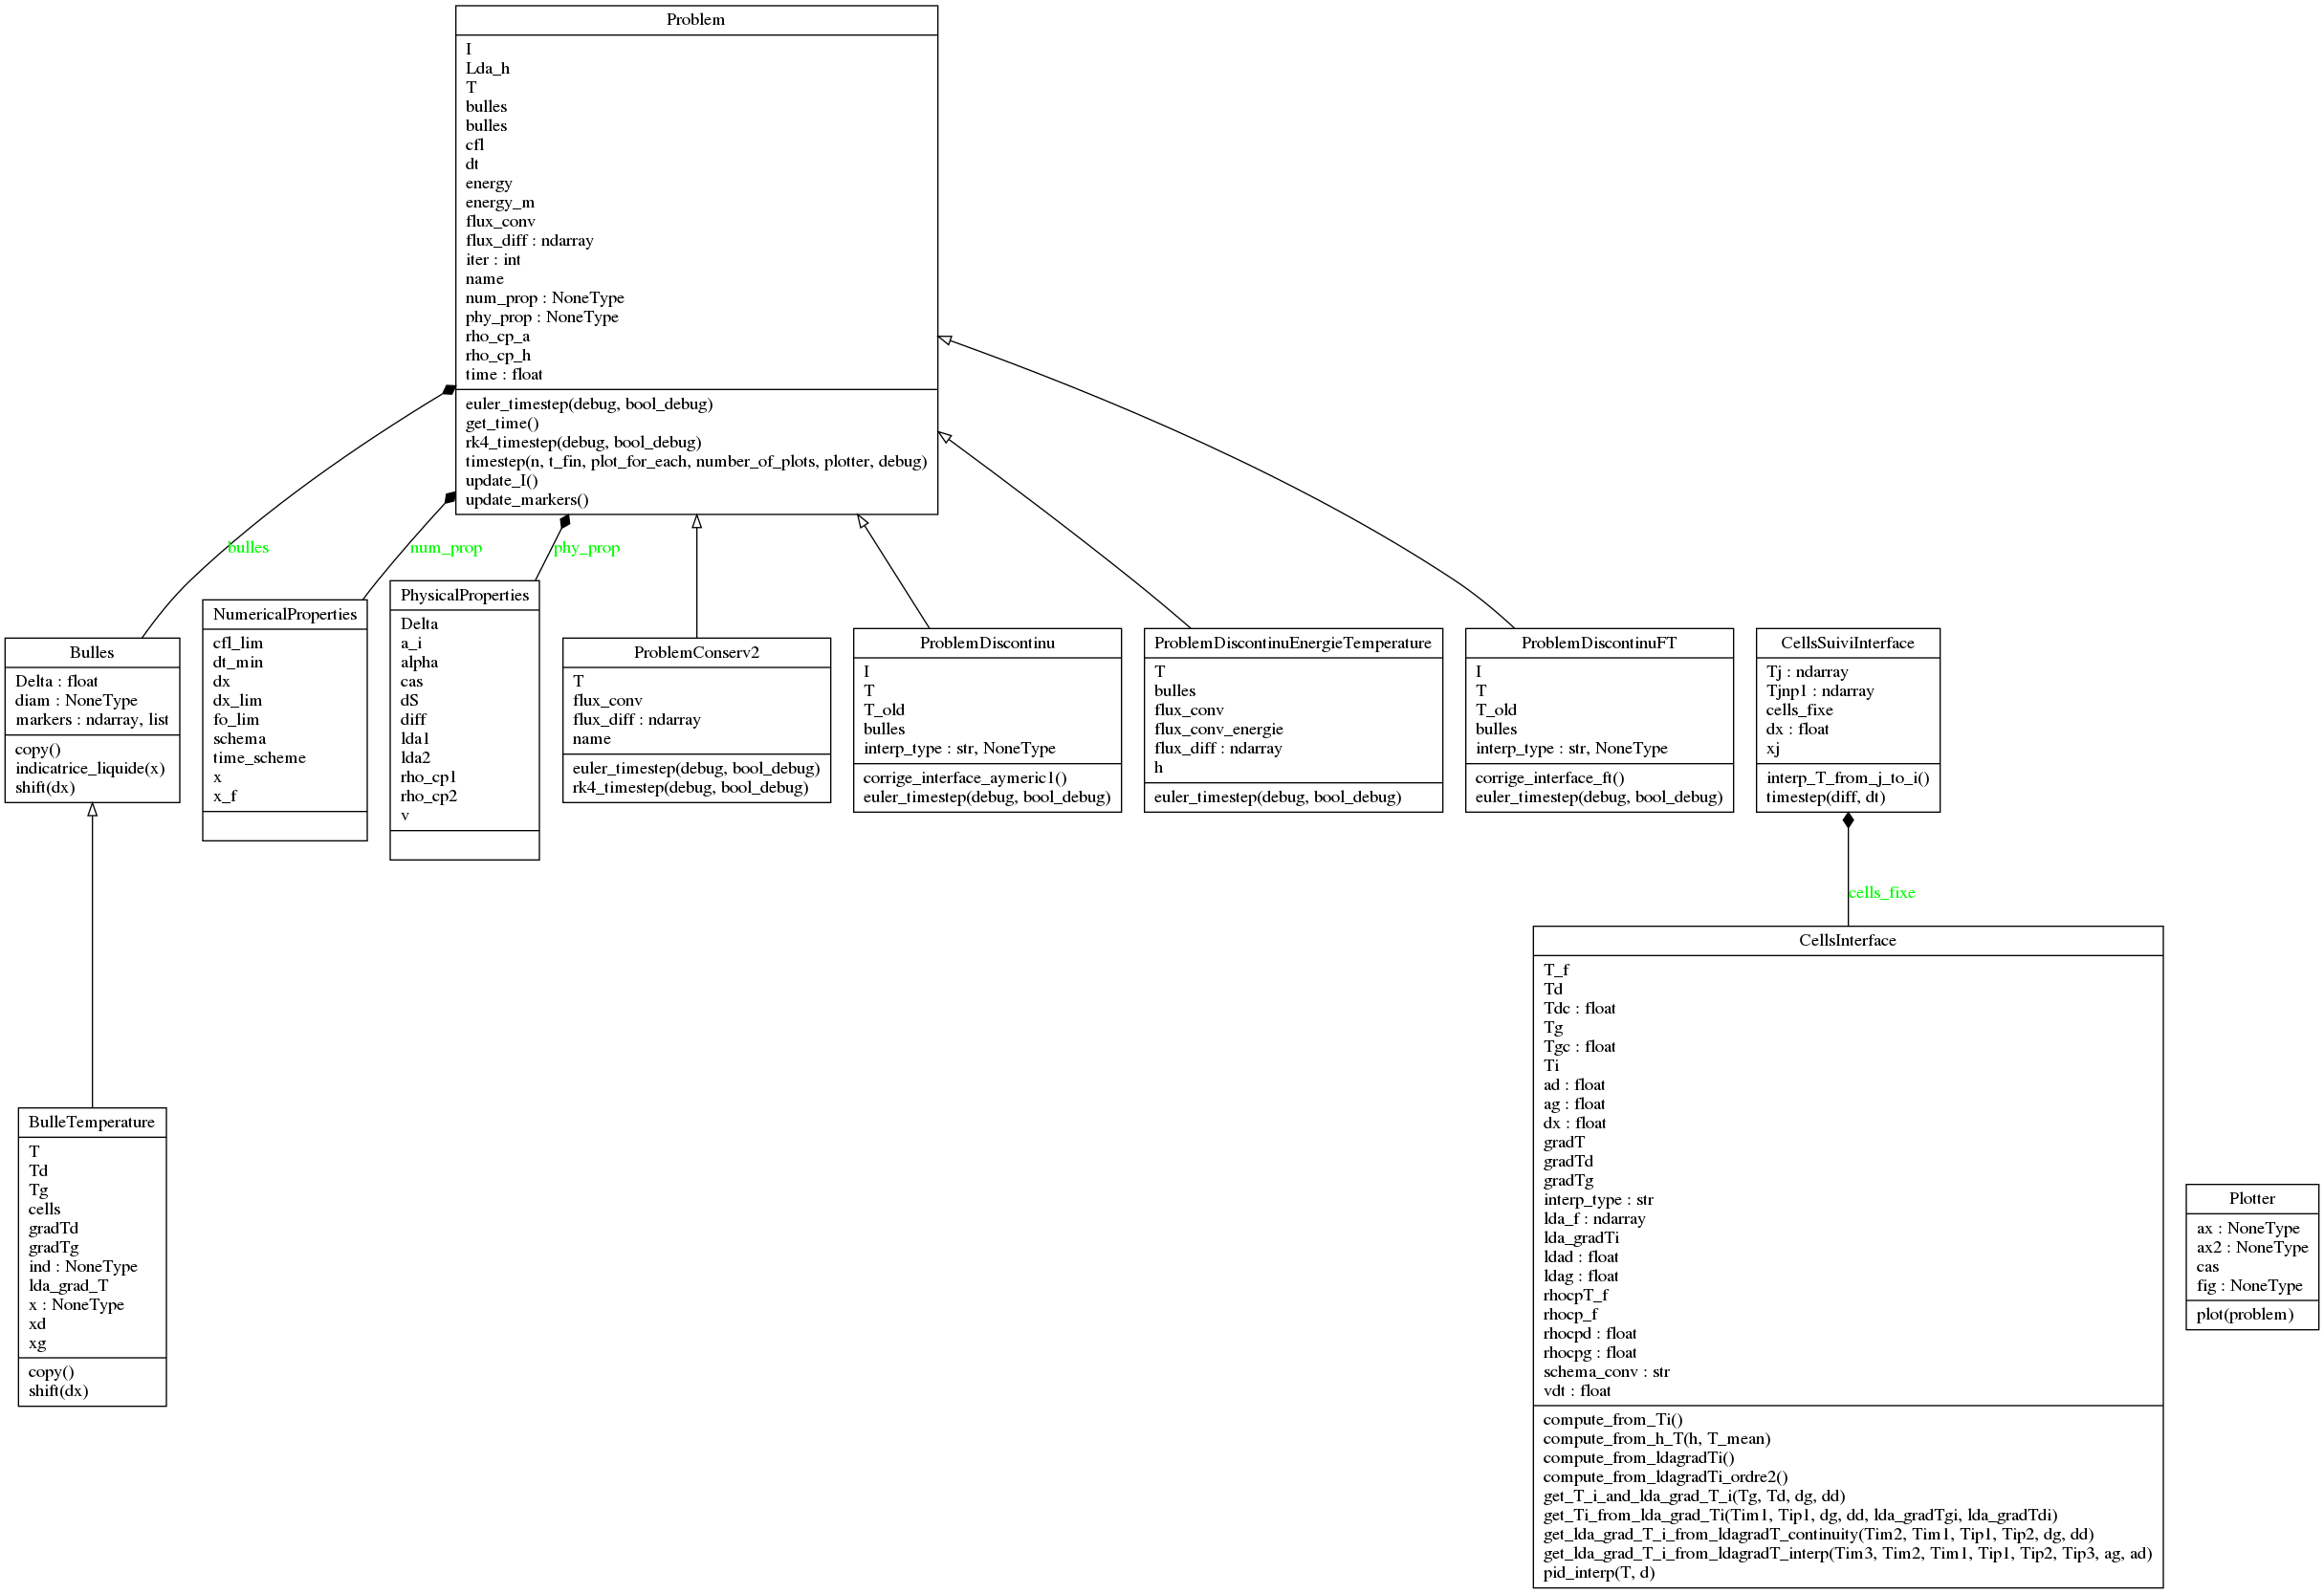 Problem
I
Lda_h
T
bulles
bulles
cfl
dt
energy
energy_m
flux_conv
flux_diff : ndarray
iter : int
name
num_prop : NoneType
phy_prop : NoneType
rho_cp_a
rho_cp_h
time : float
euler_timestep(debug, bool_debug)
get_time()
rk4_timestep(debug, bool_debug)
timestep(n, t_fin, plot_for_each, number_of_plots, plotter, debug)
update_I()
update_markers()
bulles
num_prop
phy_prop
Bulles
Delta : float
diam : NoneType
markers : ndarray, list
copy()
indicatrice_liquide(x)
shift(dx)
NumericalProperties
cfl_lim
dt_min
dx
dx_lim
fo_lim
schema
time_scheme
x
x_f
PhysicalProperties
Delta
a_i
alpha
cas
dS
diff
lda1
lda2
rho_cp1
rho_cp2
v
ProblemConserv2
T
flux_conv
flux_diff : ndarray
name
euler_timestep(debug, bool_debug)
rk4_timestep(debug, bool_debug)
ProblemDiscontinu
I
T
T_old
bulles
interp_type : str, NoneType
corrige_interface_aymeric1()
euler_timestep(debug, bool_debug)
ProblemDiscontinuEnergieTemperature
T
bulles
flux_conv
flux_conv_energie
flux_diff : ndarray
h
euler_timestep(debug, bool_debug)
ProblemDiscontinuFT
I
T
T_old
bulles
interp_type : str, NoneType
corrige_interface_ft()
euler_timestep(debug, bool_debug)
CellsSuiviInterface
Tj : ndarray
Tjnp1 : ndarray
cells_fixe
dx : float
xj
interp_T_from_j_to_i()
timestep(diff, dt)
cells_fixe
BulleTemperature
T
Td
Tg
cells
gradTd
gradTg
ind : NoneType
lda_grad_T
x : NoneType
xd
xg
copy()
shift(dx)
CellsInterface
T_f
Td
Tdc : float
Tg
Tgc : float
Ti
ad : float
ag : float
dx : float
gradT
gradTd
gradTg
interp_type : str
lda_f : ndarray
lda_gradTi
ldad : float
ldag : float
rhocpT_f
rhocp_f
rhocpd : float
rhocpg : float
schema_conv : str
vdt : float
compute_from_Ti()
compute_from_h_T(h, T_mean)
compute_from_ldagradTi()
compute_from_ldagradTi_ordre2()
get_T_i_and_lda_grad_T_i(Tg, Td, dg, dd)
get_Ti_from_lda_grad_Ti(Tim1, Tip1, dg, dd, lda_gradTgi, lda_gradTdi)
get_lda_grad_T_i_from_ldagradT_continuity(Tim2, Tim1, Tip1, Tip2, dg, dd)
get_lda_grad_T_i_from_ldagradT_interp(Tim3, Tim2, Tim1, Tip1, Tip2, Tip3, ag, ad)
pid_interp(T, d)
Plotter
ax : NoneType
ax2 : NoneType
cas
fig : NoneType
plot(problem)